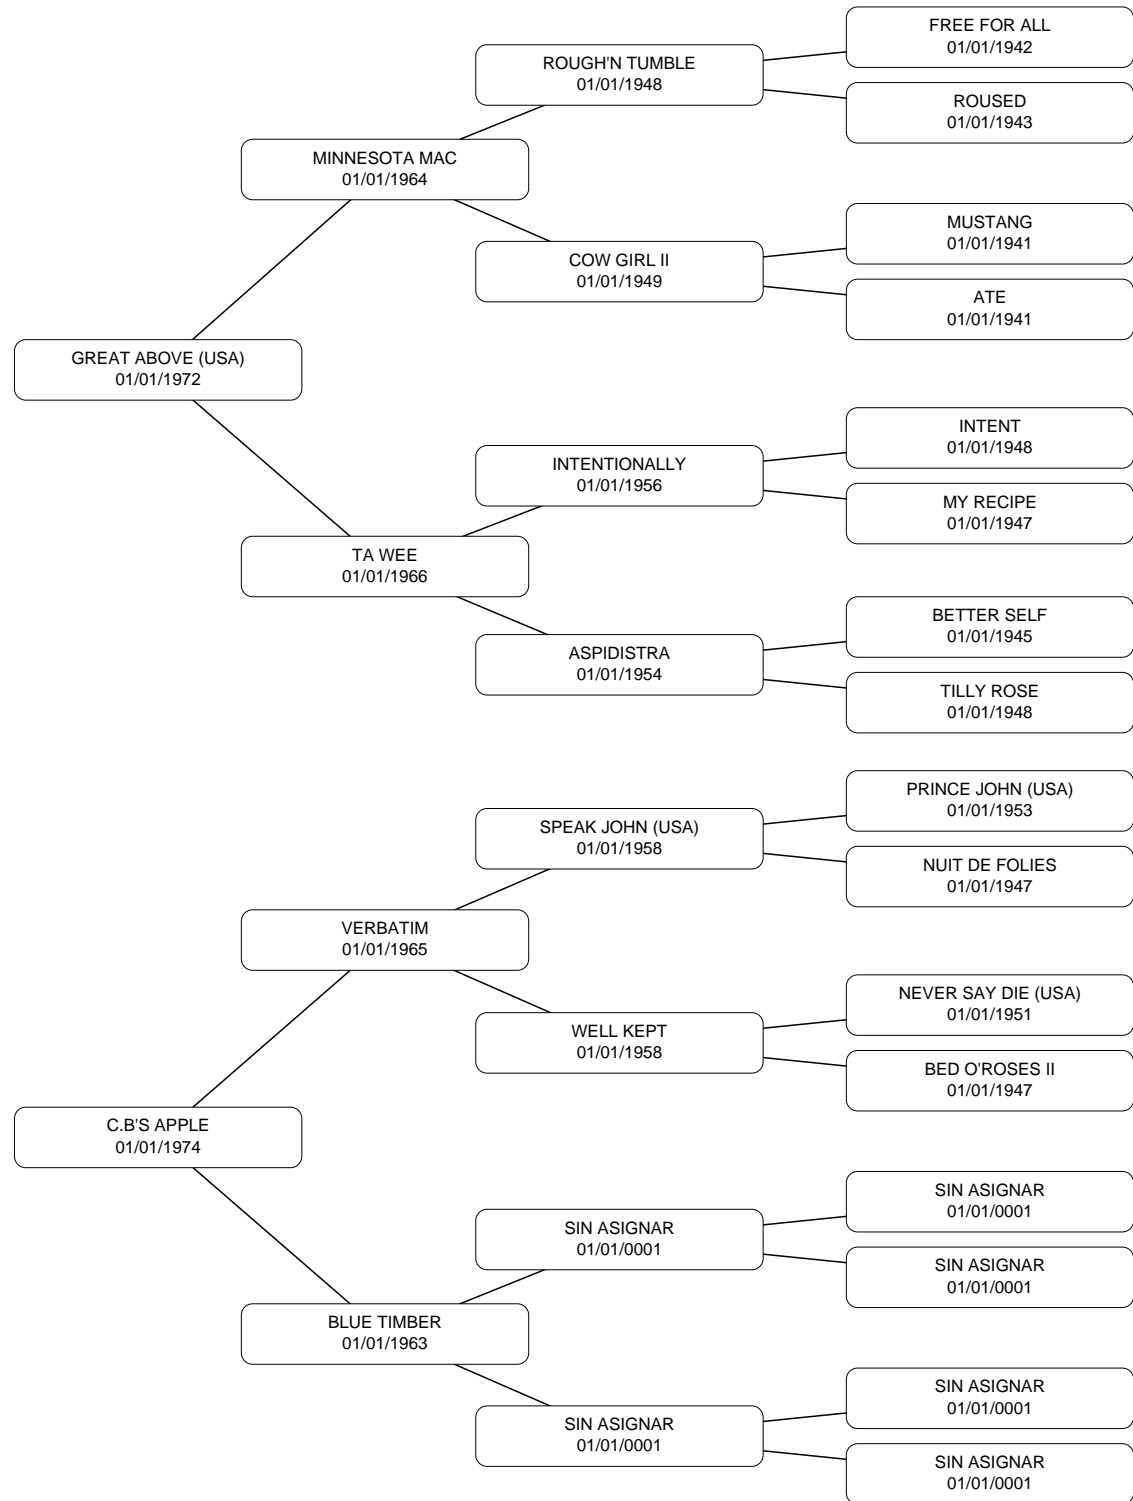 FREE FOR ALL
01/01/1942
ROUGH'N TUMBLE
01/01/1948
ROUSED
01/01/1943
MINNESOTA MAC
01/01/1964
MUSTANG
01/01/1941
COW GIRL II
01/01/1949
ATE
01/01/1941
GREAT ABOVE (USA)
01/01/1972
INTENT
01/01/1948
INTENTIONALLY
01/01/1956
MY RECIPE
01/01/1947
TA WEE
01/01/1966
BETTER SELF
01/01/1945
ASPIDISTRA
01/01/1954
TILLY ROSE
01/01/1948
PRINCE JOHN (USA)
01/01/1953
SPEAK JOHN (USA)
01/01/1958
NUIT DE FOLIES
01/01/1947
VERBATIM
01/01/1965
NEVER SAY DIE (USA)
01/01/1951
WELL KEPT
01/01/1958
BED O'ROSES II
01/01/1947
C.B'S APPLE
01/01/1974
SIN ASIGNAR
01/01/0001
SIN ASIGNAR
01/01/0001
SIN ASIGNAR
01/01/0001
BLUE TIMBER
01/01/1963
SIN ASIGNAR
01/01/0001
SIN ASIGNAR
01/01/0001
SIN ASIGNAR
01/01/0001